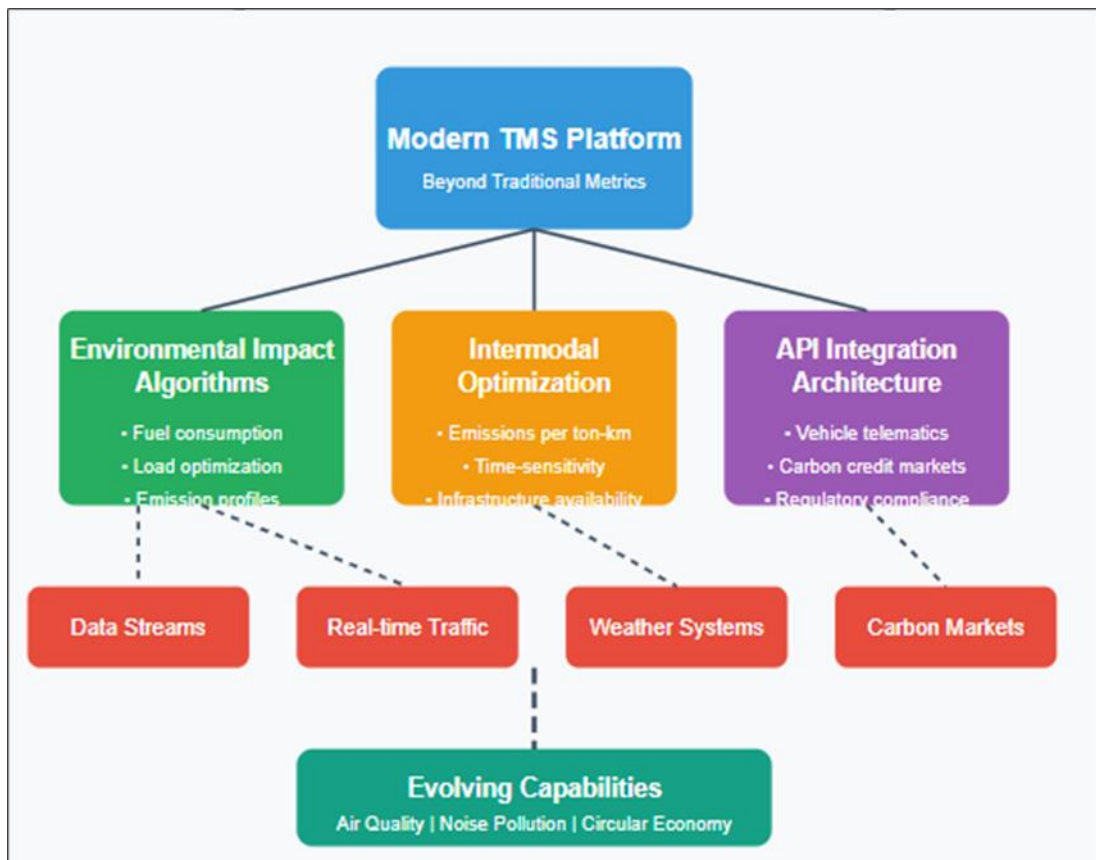 Modern TMS Platform
Beyond Traditional Metrics
Environmental Impact
Algorithms
• Fuel consumption
• Load optimization
• Emission profiles
Intermodal
Optimization
• Emissions per ton-km
• Time-sensitivity
• Infrastructure availability
API Integration
Architecture
• Vehicle telematics
• Carbon credit markets
• Regulatory compliance
Data Streams
Real-time Traffic
Weather Systems
Carbon Markets
Evolving Capabilities
Air Quality | Noise Pollution | Circular Economy